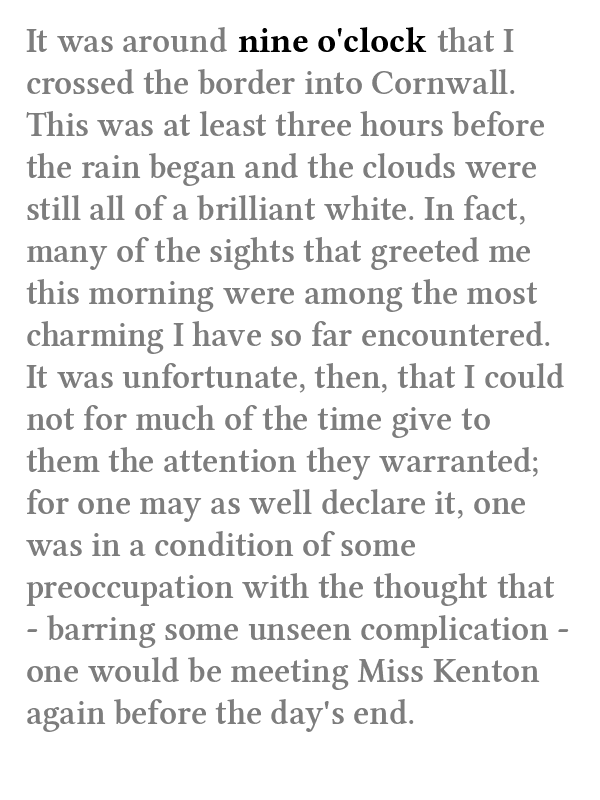 It was around nine o'clock that I
crossed the border into Cornwall.
This was at least three hours before
the rain began and the clouds were
still all of a brilliant white. In fact,
many of the sights that greeted me
this morning were among the most
charming I have so far encountered.
It was unfortunate, then, that I could
not for much of the time give to
them the attention they warranted;
for one may as well declare it, one
was in a condition of some
preoccupation with the thought that
- barring some unseen complication -
one would be meeting Miss Kenton
again before the day's end.